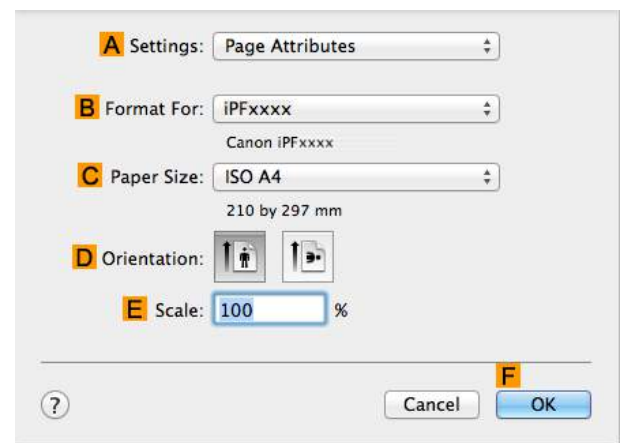 A Settings: Page Attributes
B Format For: iPFxxxx
Canon iPFxxxx
C Paper Size: ISO A4
210 by 297 mm
D Orientation:
E Scale: 100 %
F
? Cancel OK